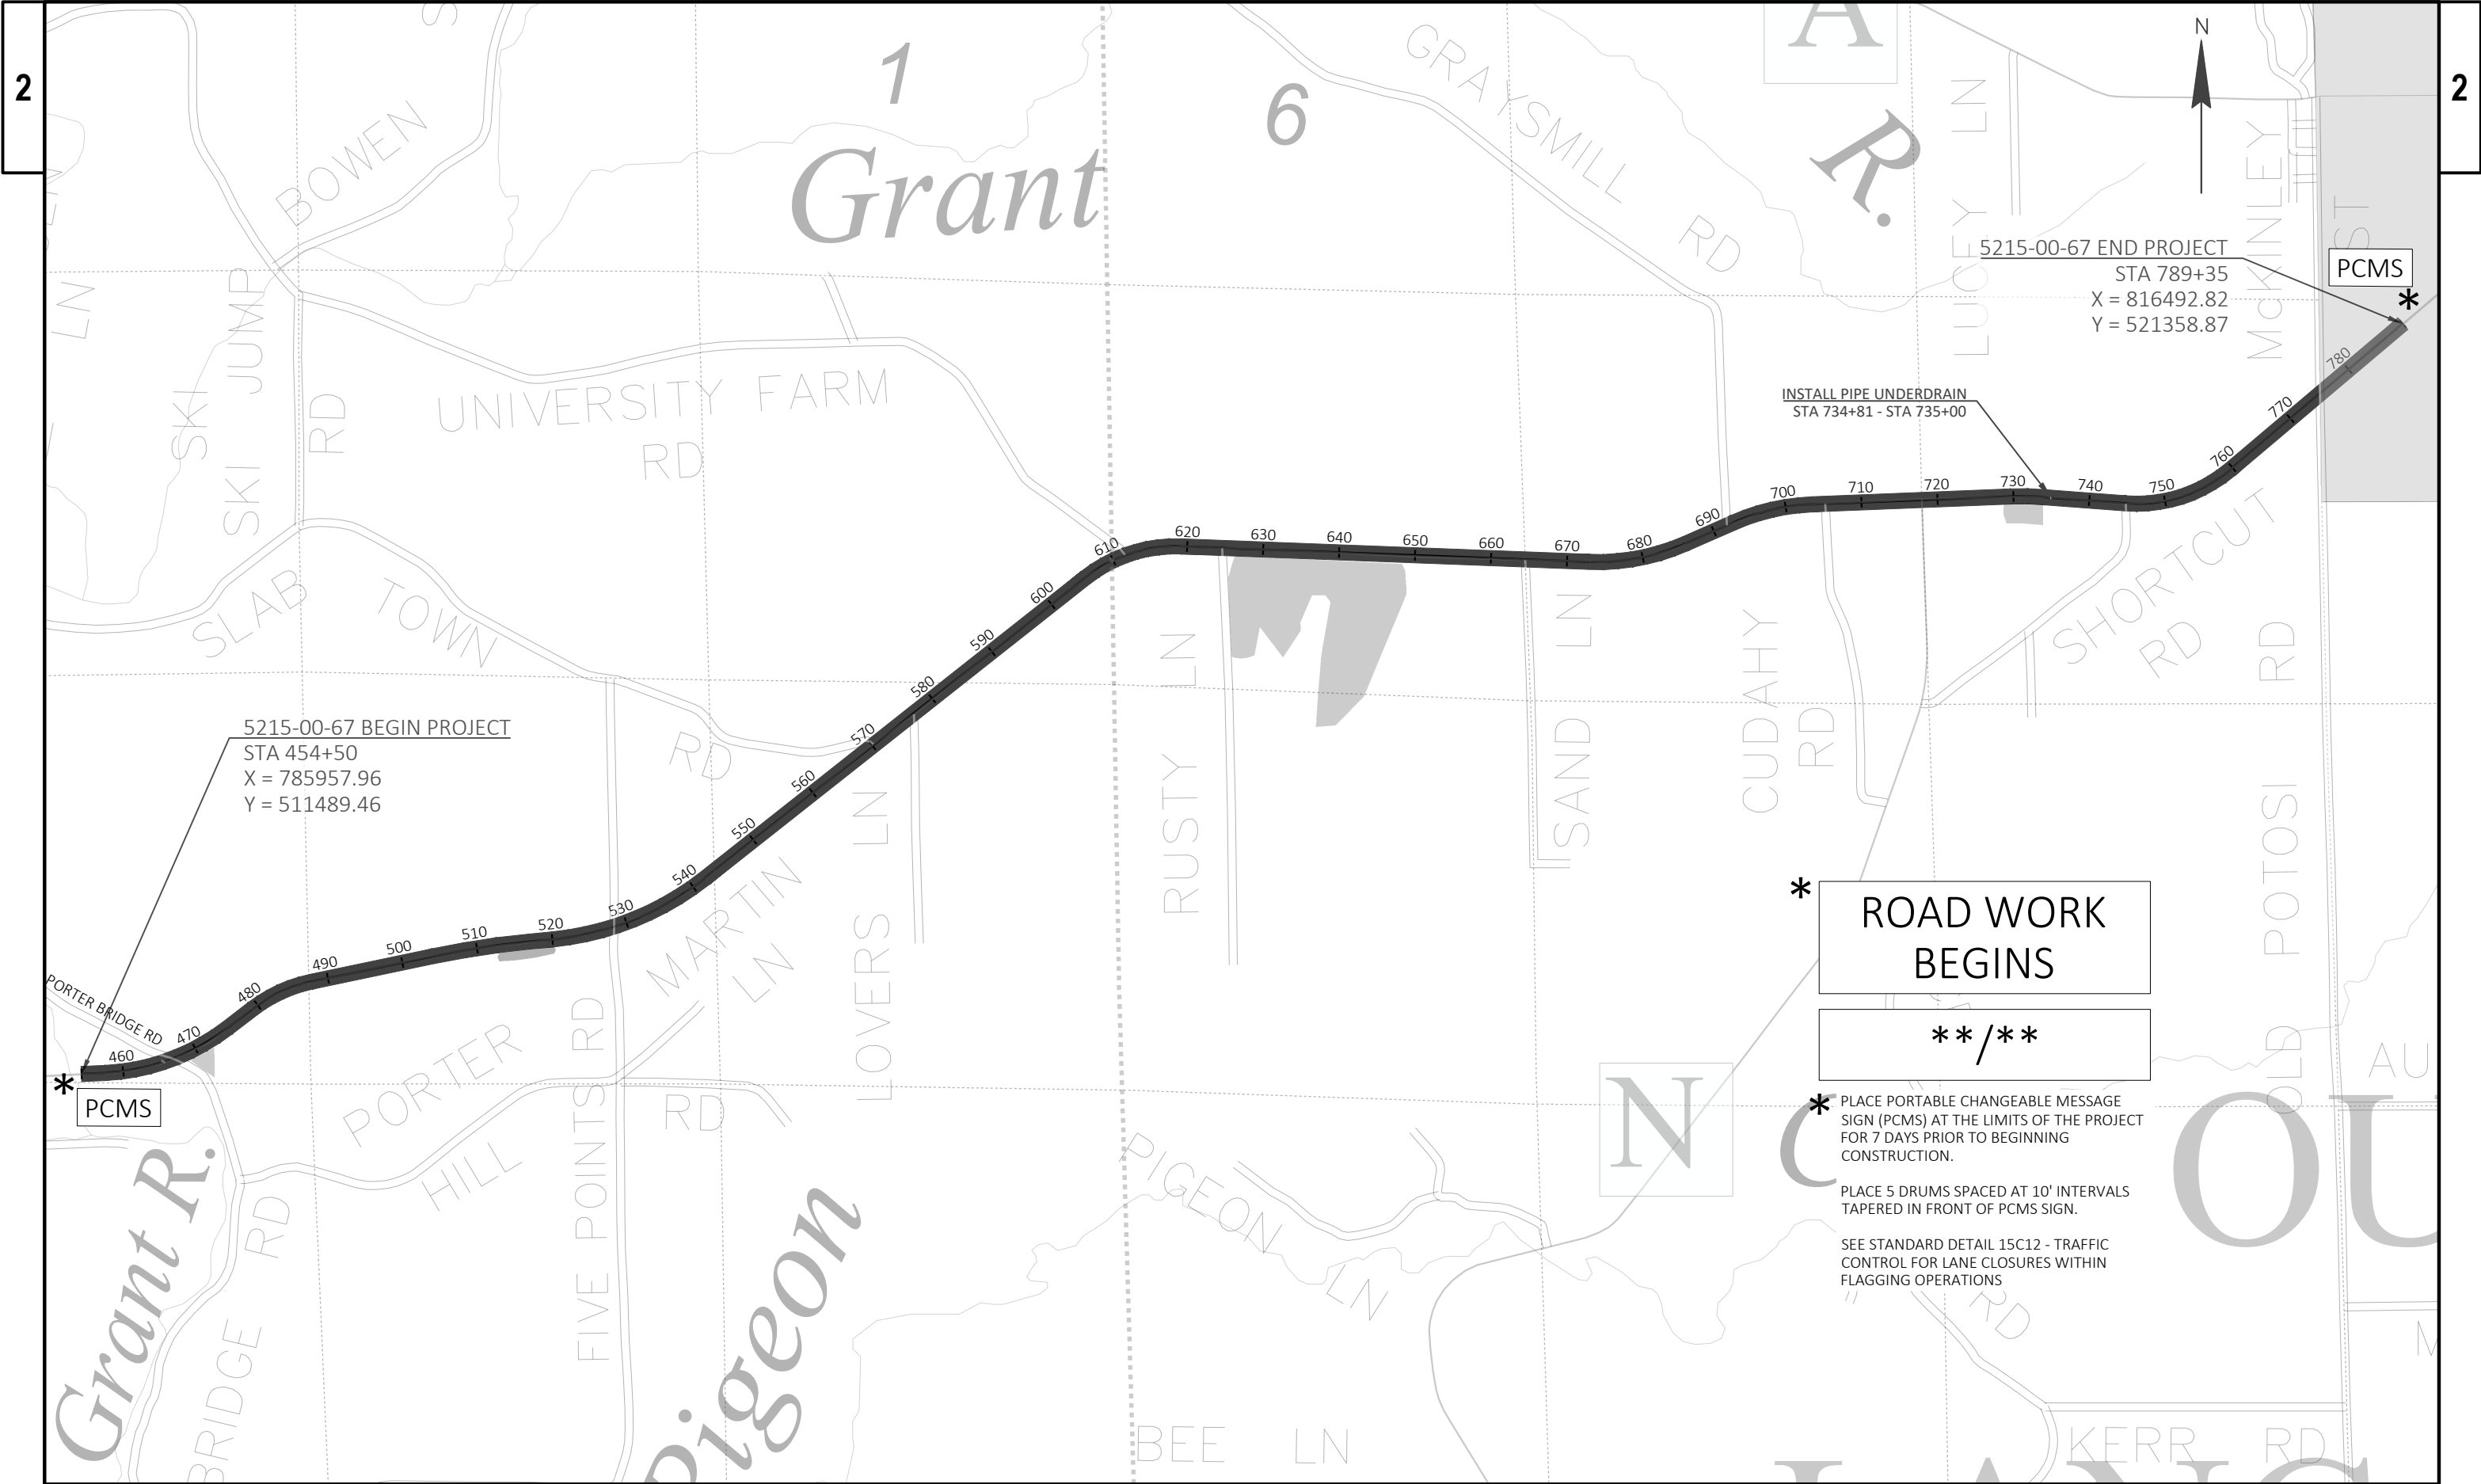 2
2
1
6
Grant
A
R.
N
GRAYSMILL
RD
LUCEY LN
MCKINLEY
ST
BOWEN
LN
SKI JUMP
SKI JUMP
RD
UNIVERSITY FARM
RD
5215-00-67 END PROJECT
STA 789+35
X = 816492.82
Y = 521358.87
PCMS
*
INSTALL PIPE UNDERDRAIN
STA 734+81 - STA 735+00
460
470
480
490
500
510
520
530
540
550
560
570
580
590
600
610
620
630
640
650
660
670
680
690
700
710
720
730
740
750
760
770
780
SLAB TOWN
RD
SHORTCUT
RD
5215-00-67 BEGIN PROJECT
STA 454+50
X = 785957.96
Y = 511489.46
RUSTY LN
SAND LN
CUDAHY
RD
OLD POTOSI RD
LOVERS LN
MARTIN
LN
PORTER BRIDGE RD
*
PCMS
PORTER
HILL
RD
FIVE POINTS RD
*
ROAD WORK
BEGINS
**/**
* PLACE PORTABLE CHANGEABLE MESSAGE
SIGN (PCMS) AT THE LIMITS OF THE PROJECT
FOR 7 DAYS PRIOR TO BEGINNING
CONSTRUCTION.
PLACE 5 DRUMS SPACED AT 10' INTERVALS
TAPERED IN FRONT OF PCMS SIGN.
SEE STANDARD DETAIL 15C12 - TRAFFIC
CONTROL FOR LANE CLOSURES WITHIN
FLAGGING OPERATIONS
N
C
OU
AU
Grant R.
BRIDGE RD
Pigeon
PIGEON LN
BEE LN
RD
KERR RD